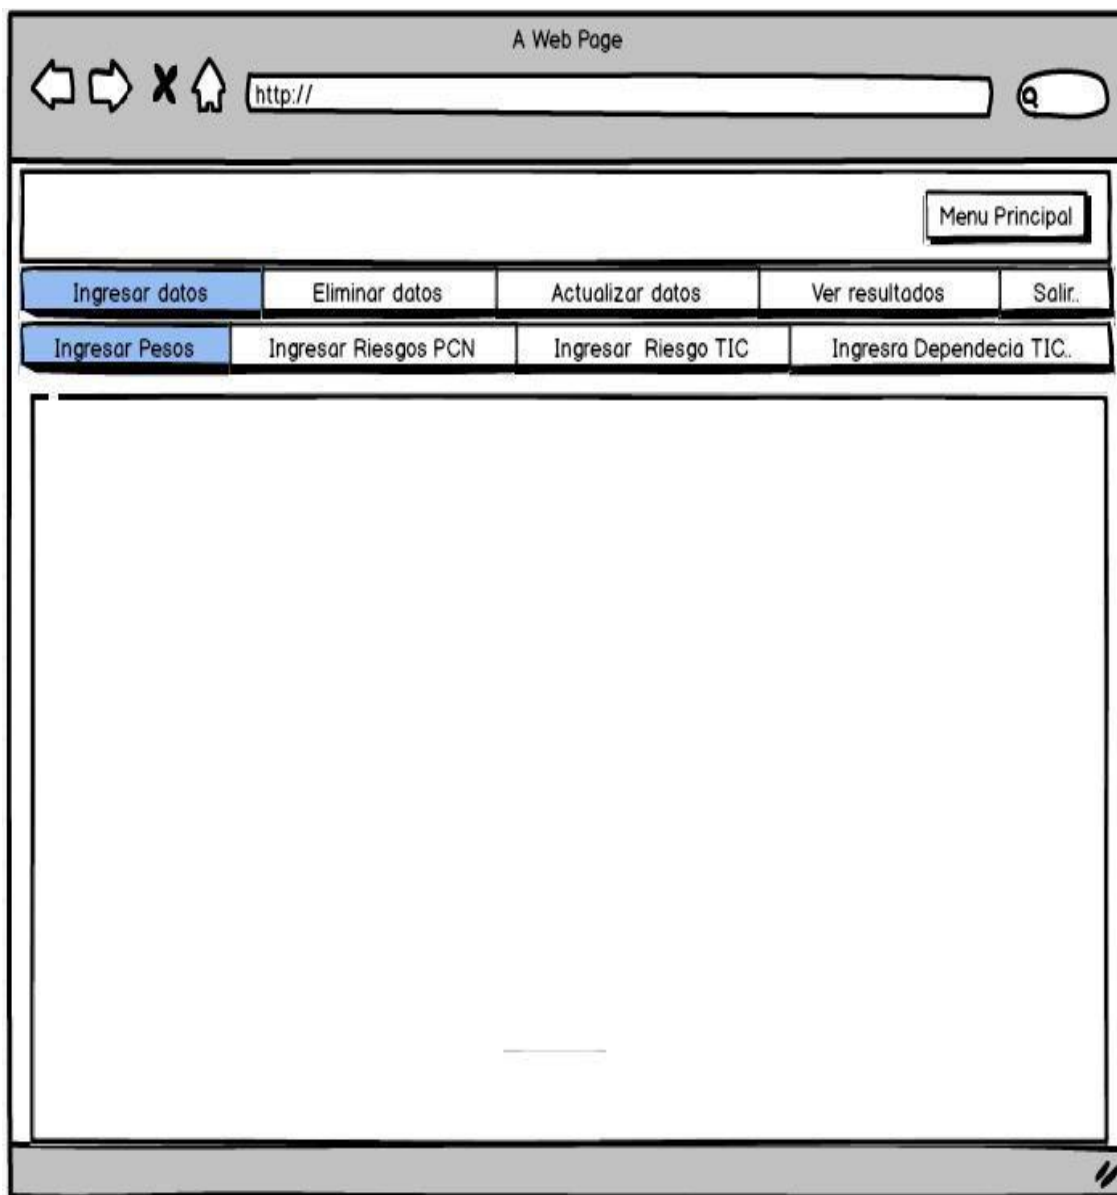 A Web Page
http://
Menu Principal
Ingresar datos Eliminar datos Actualizar datos Ver resultados Salir..
Ingresar Pesos Ingresar Riesgos PCN Ingresar Riesgo TIC Ingresra Dependecia TIC..